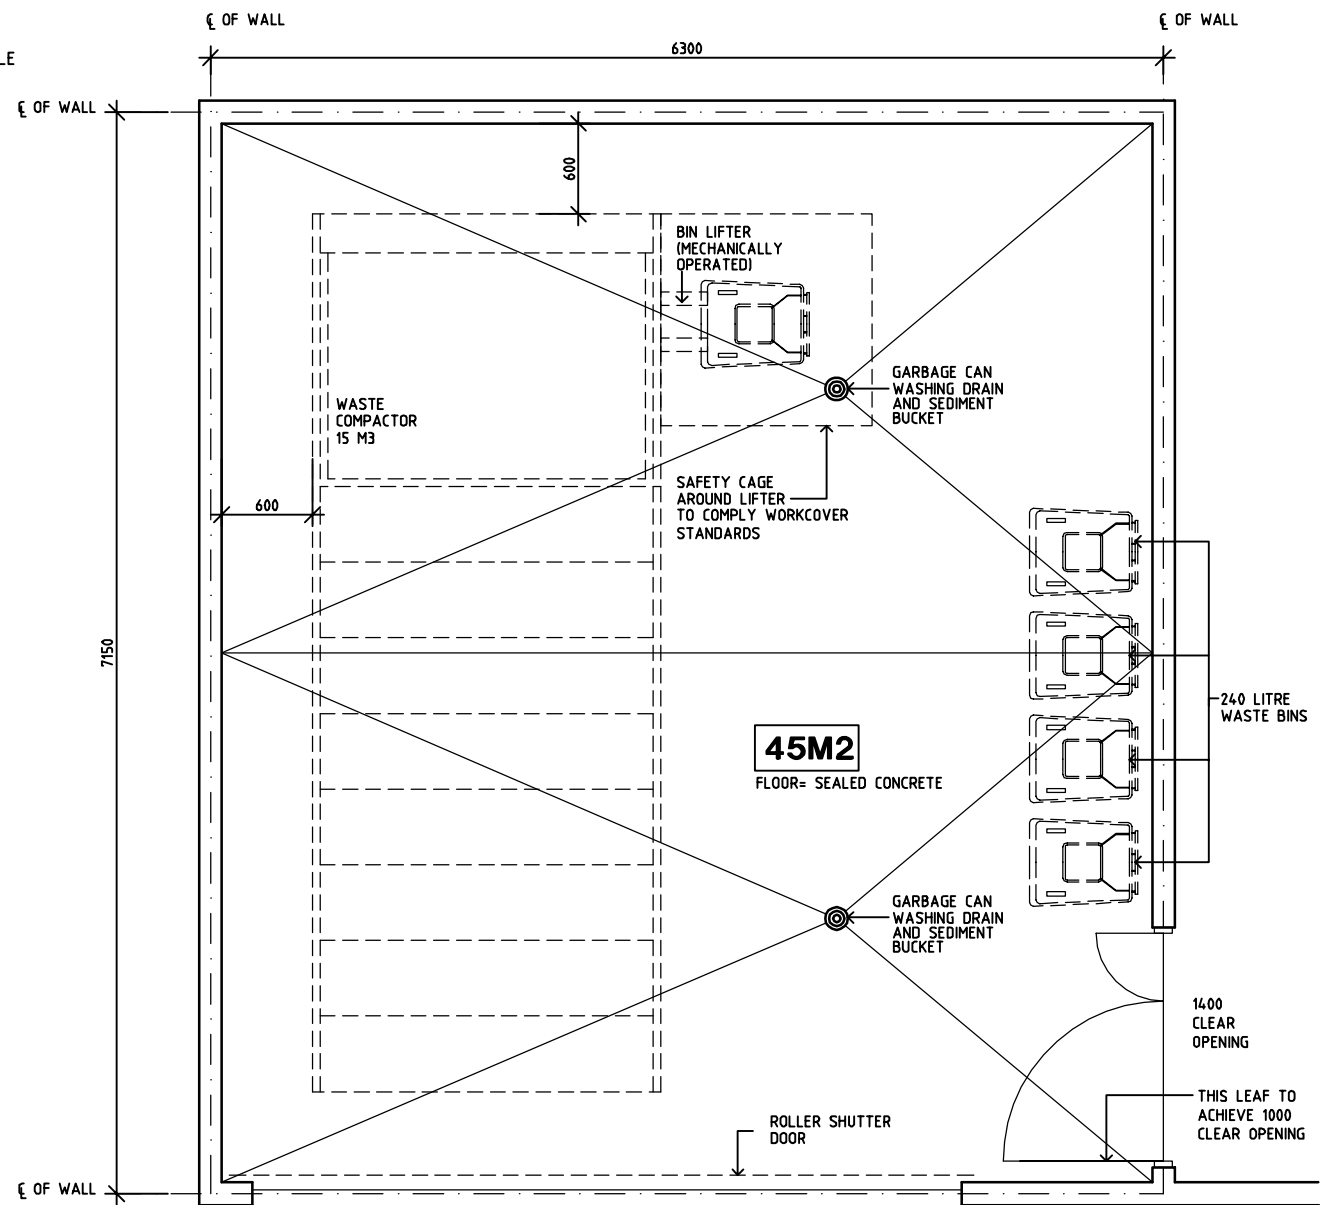 ℄ OF WALL
℄ OF WALL
LE
6300
℄ OF WALL
600
BIN LIFTER
(MECHANICALLY
OPERATED)
GARBAGE CAN
WASHING DRAIN
AND SEDIMENT
BUCKET
WASTE
COMPACTOR
15 M3
SAFETY CAGE
AROUND LIFTER
TO COMPLY WORKCOVER
STANDARDS
600
7150
240 LITRE
WASTE BINS
45M2
FLOOR= SEALED CONCRETE
GARBAGE CAN
WASHING DRAIN
AND SEDIMENT
BUCKET
1400
CLEAR
OPENING
THIS LEAF TO
ACHIEVE 1000
CLEAR OPENING
ROLLER SHUTTER
DOOR
℄ OF WALL